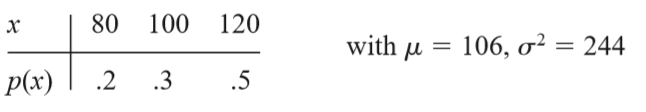 x 80 100 120
with μ = 106, σ² = 244
p(x) .2 .3 .5